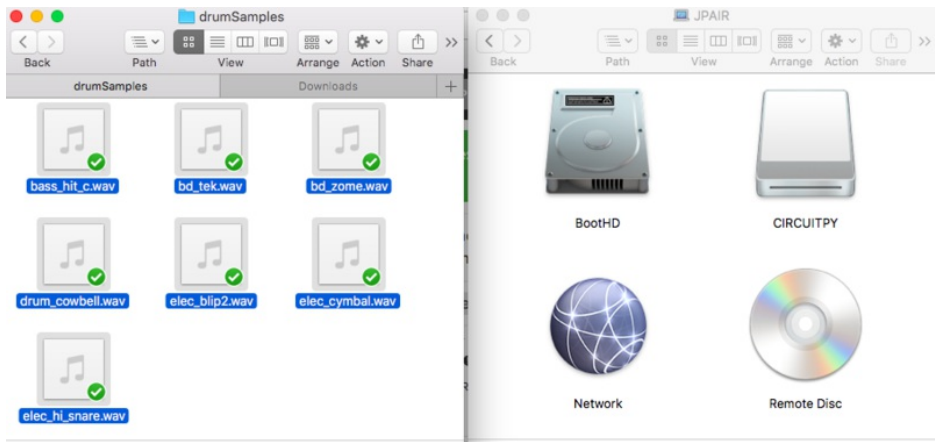 drumSamples
Back
Path
View
Arrange
Action
Share
drumSamples
Downloads
bass_hit_c.wav
bd_tek.wav
bd_zome.wav
drum_cowbell.wav
elec_blip2.wav
elec_cymbal.wav
elec_hi_snare.wav
JPAIR
Back
Path
View
Arrange
Action
Share
BootHD
CIRCUITPY
Network
Remote Disc